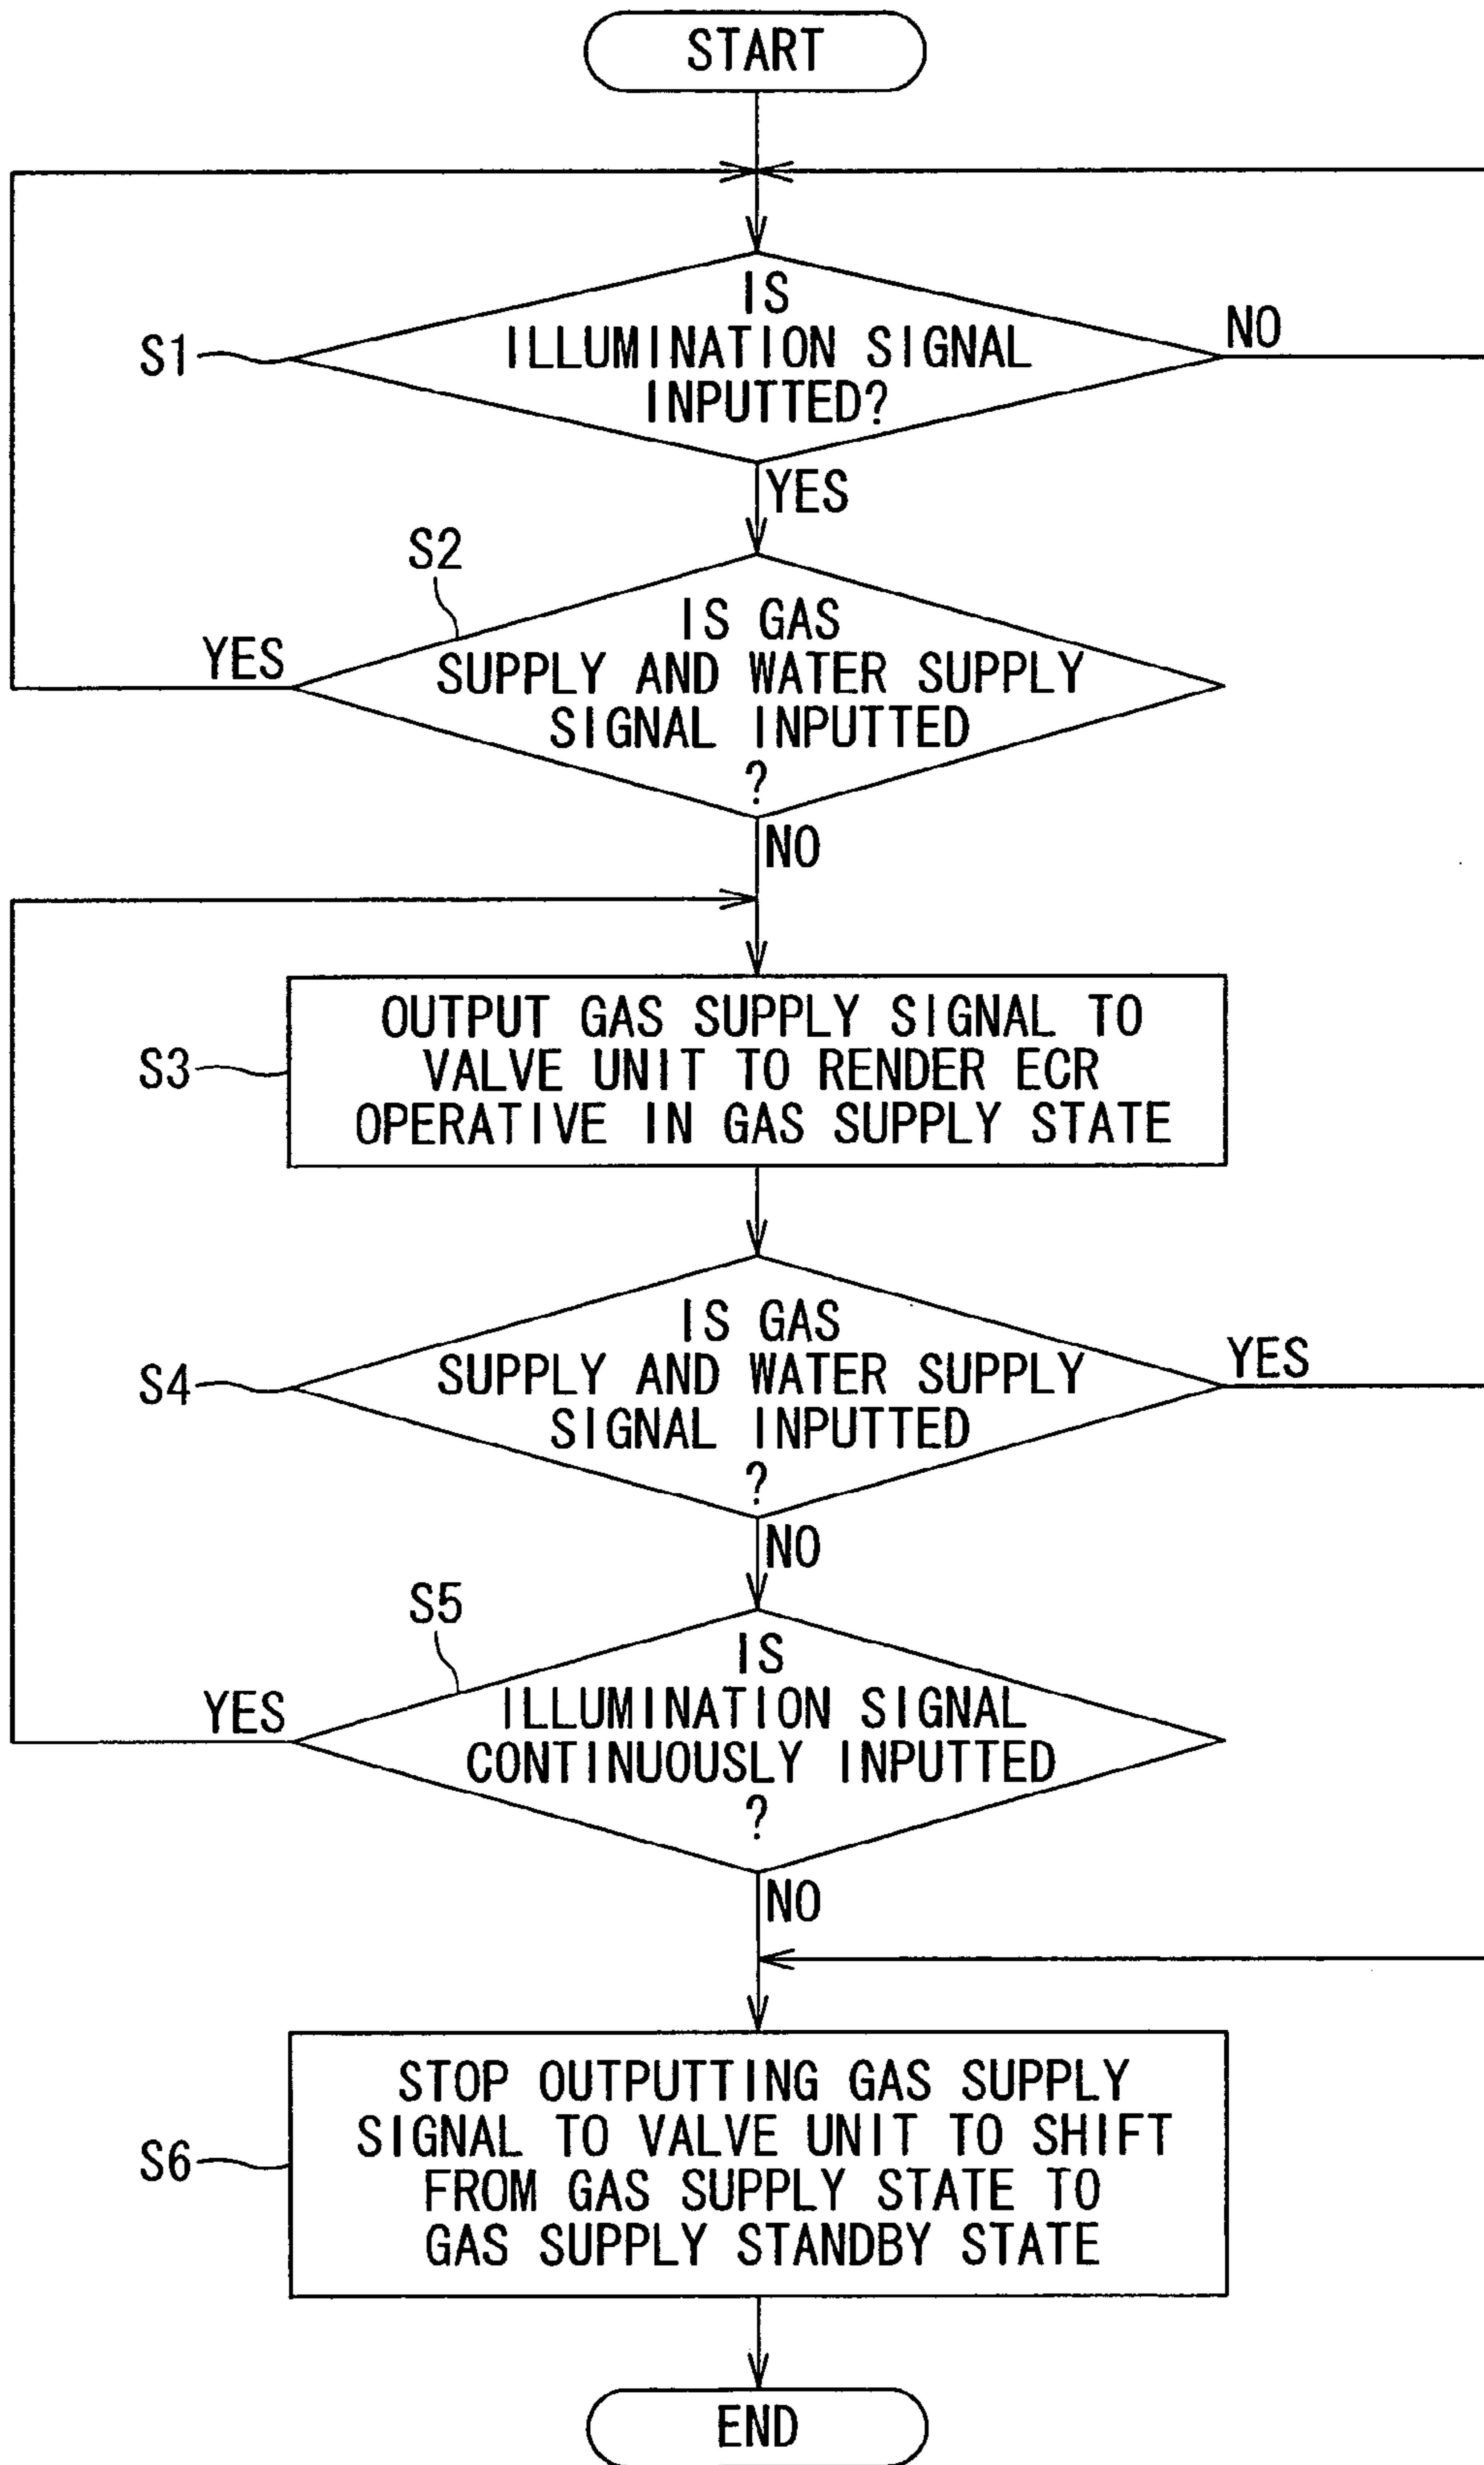 START
IS
ILLUMINATION SIGNAL
INPUTTED?
S1
NO
YES
S2
IS GAS
SUPPLY AND WATER SUPPLY
SIGNAL INPUTTED
?
YES
NO
S3
OUTPUT GAS SUPPLY SIGNAL TO
VALVE UNIT TO RENDER ECR
OPERATIVE IN GAS SUPPLY STATE
S4
IS GAS
SUPPLY AND WATER SUPPLY
SIGNAL INPUTTED
?
YES
NO
S5
IS
ILLUMINATION SIGNAL
CONTINUOUSLY INPUTTED
?
YES
NO
S6
STOP OUTPUTTING GAS SUPPLY
SIGNAL TO VALVE UNIT TO SHIFT
FROM GAS SUPPLY STATE TO
GAS SUPPLY STANDBY STATE
END